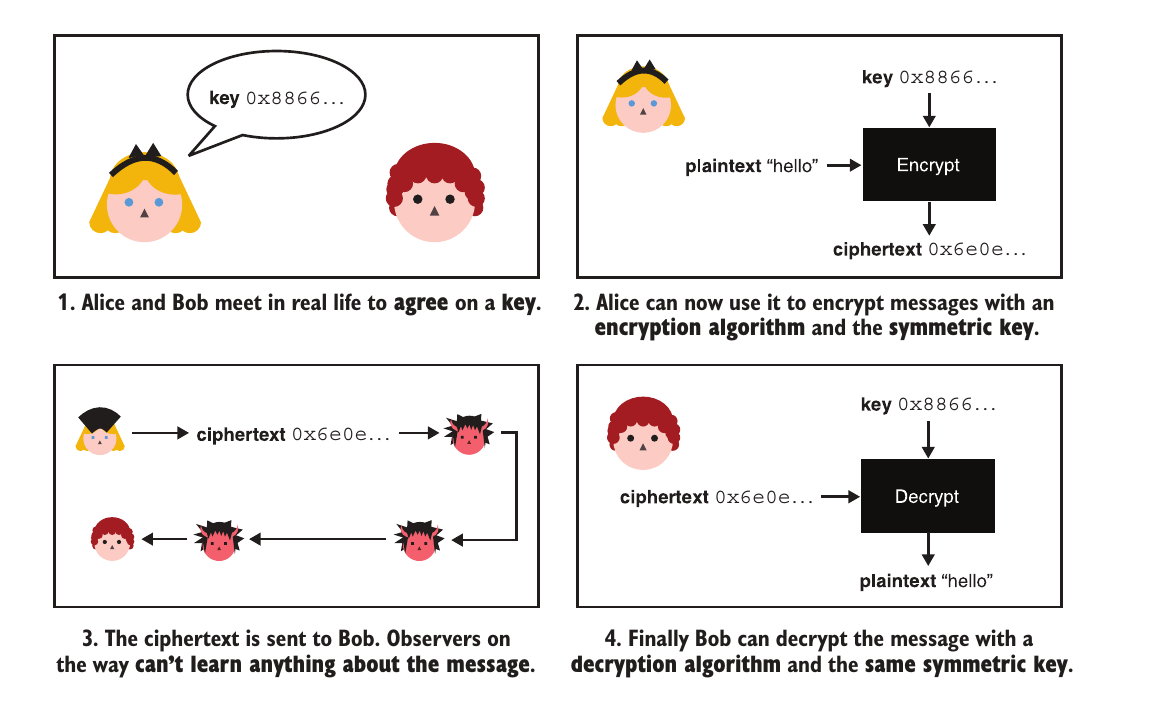 key 0x8866...
1. Alice and Bob meet in real life to agree on a key.
key 0x8866...
plaintext “hello”
Encrypt
ciphertext 0x6e0e...
2. Alice can now use it to encrypt messages with an
encryption algorithm and the symmetric key.
ciphertext 0x6e0e...
3. The ciphertext is sent to Bob. Observers on
the way can’t learn anything about the message.
key 0x8866...
ciphertext 0x6e0e...
Decrypt
plaintext “hello”
4. Finally Bob can decrypt the message with a
decryption algorithm and the same symmetric key.